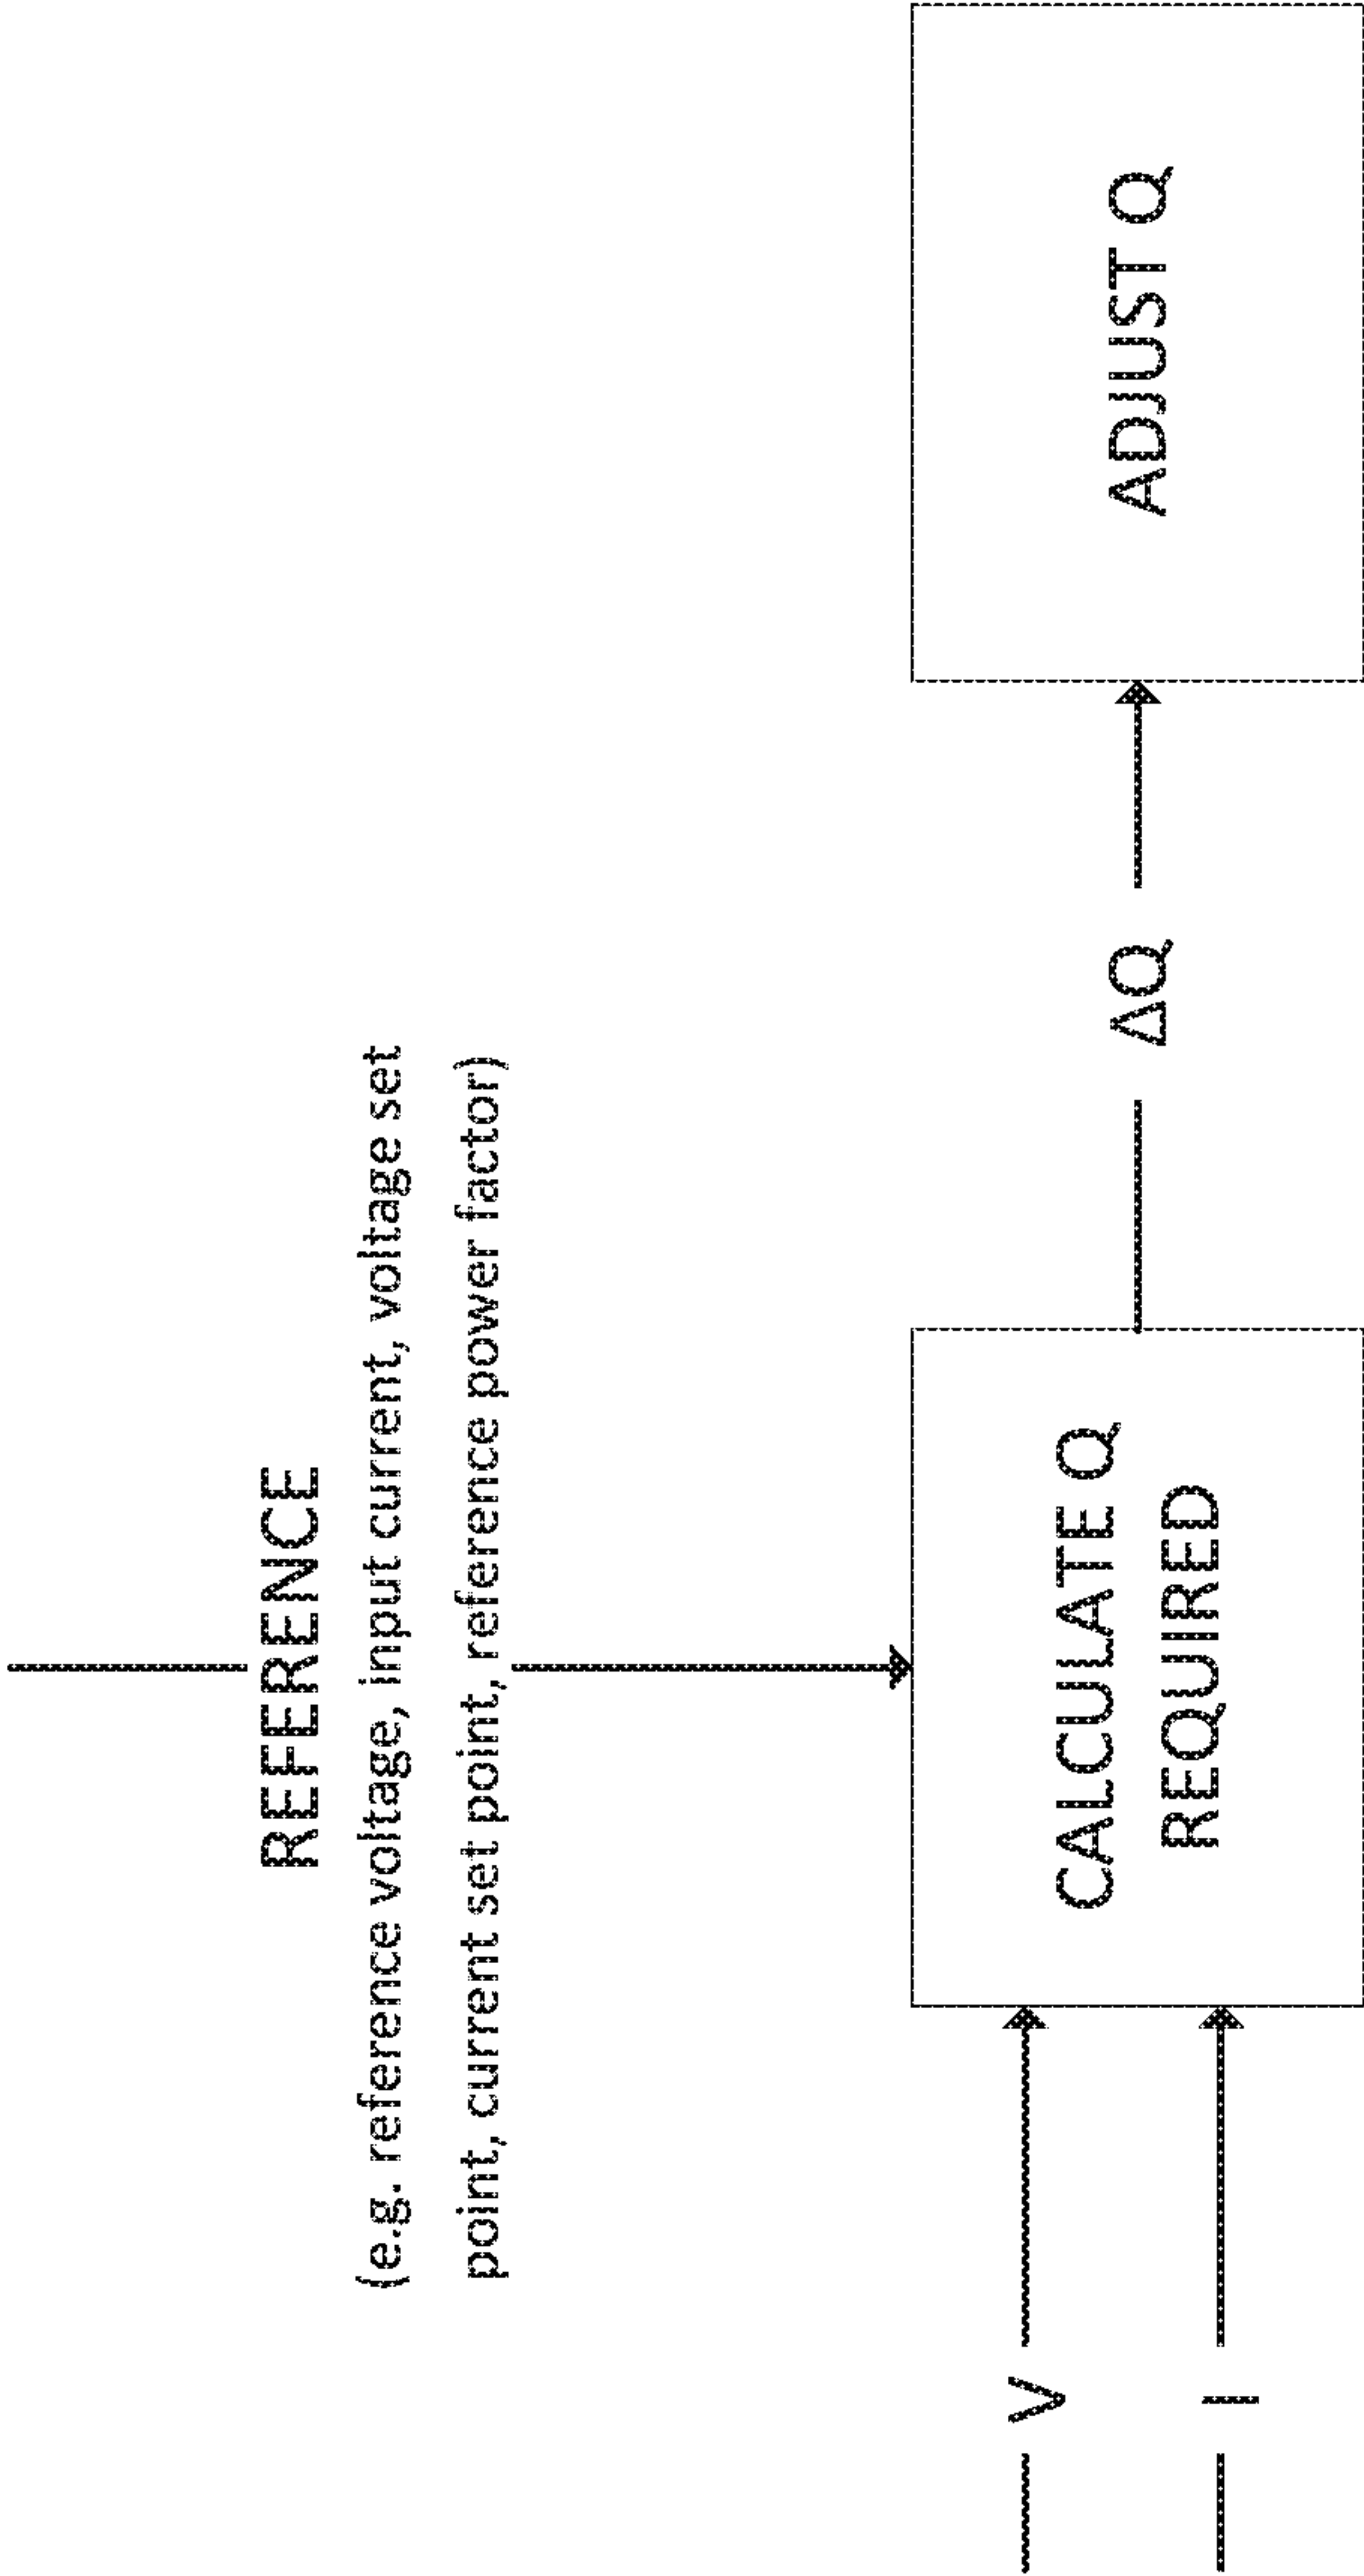 REFERENCE
(e.g. reference voltage, input current, voltage set
point, current set point, reference power factor)
V
I
CALCULATE Q
REQUIRED
ΔQ
ADJUST Q